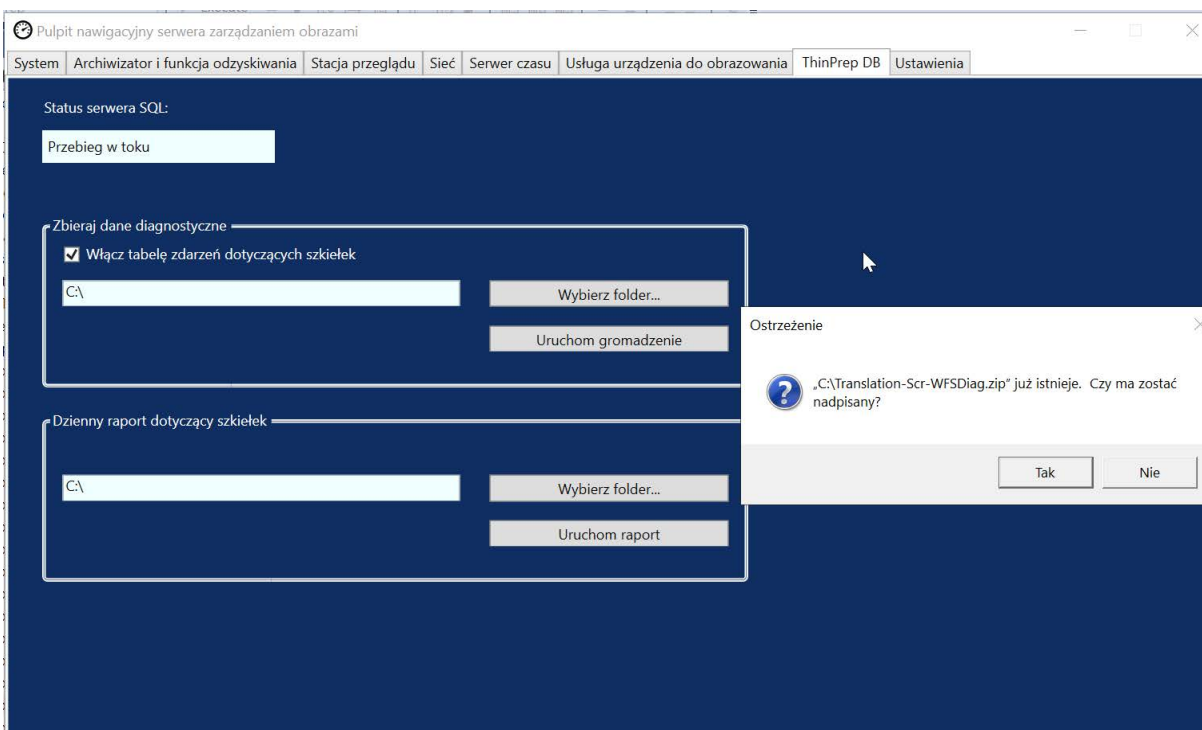 Pulpit nawigacyjny serwera zarządzaniem obrazami
System Archiwizator i funkcja odzyskiwania Stacja przeglądu Sieć Serwer czasu Usługa urządzenia do obrazowania ThinPrep DB Ustawienia
Status serwera SQL:
Przebieg w toku
Zbieraj dane diagnostyczne
Włącz tabelę zdarzeń dotyczących szkiełek
C:\ Wybierz folder...
Uruchom gromadzenie
Ostrzeżenie
„C:\Translation-Scr-WFSDiag.zip” już istnieje. Czy ma zostać
nadpisany?
Tak Nie
Dzienny raport dotyczący szkiełek
C:\ Wybierz folder...
Uruchom raport